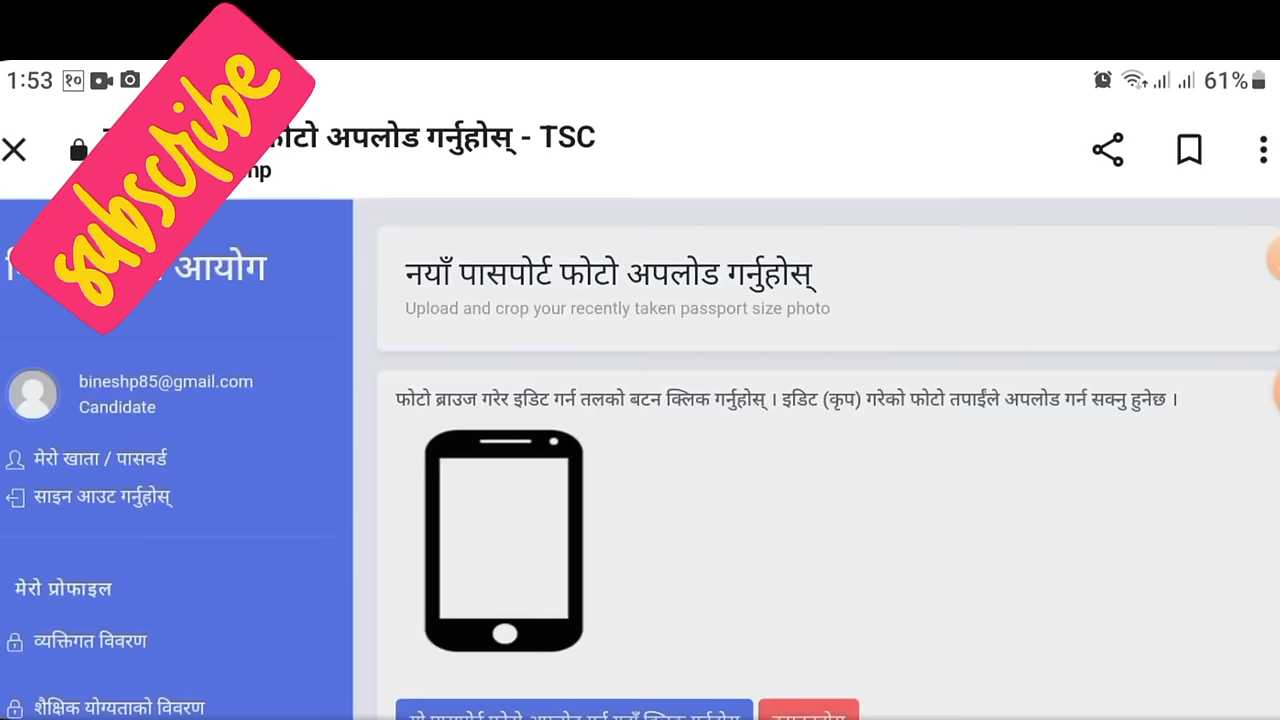 1:53 १० 61%
subscribe
फोटो अपलोड गर्नुहोस् - TSC
आयोग
नयाँ पासपोर्ट फोटो अपलोड गर्नुहोस्
Upload and crop your recently taken passport size photo
bineshp85@gmail.com
Candidate
फोटो ब्राउज गरेर इडिट गर्न तलको बटन क्लिक गर्नुहोस् । इडिट (कृप) गरेको फोटो तपाईंले अपलोड गर्न सक्नु हुनेछ ।
मेरो खाता / पासवर्ड
साइन आउट गर्नुहोस्
मेरो प्रोफाइल
व्यक्तिगत विवरण
शैक्षिक योग्यताको विवरण